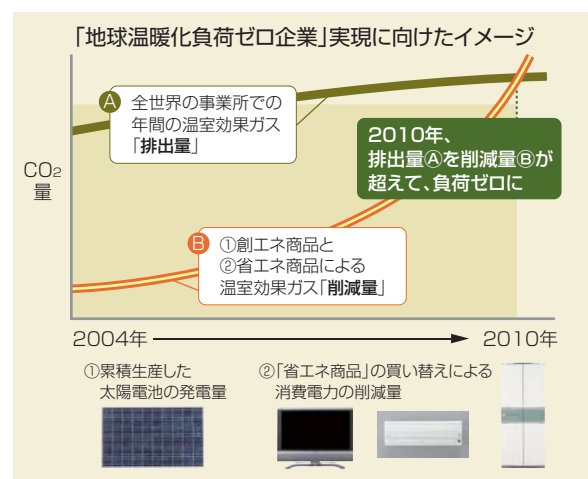 「地球温暖化負荷ゼロ企業」実現に向けたイメージ
A 全世界の事業所での
年間の温室効果ガス
「排出量」
CO2
量
2010年、
排出量Ⓐを削減量Ⓑが
超えて、負荷ゼロに
B ①創エネ商品と
②省エネ商品による
温室効果ガス「削減量」
2004年
2010年
①累積生産した
太陽電池の発電量
②「省エネ商品」の買い替えによる
消費電力の削減量